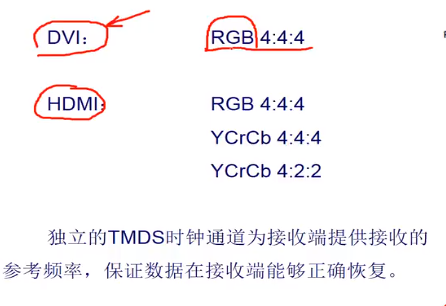 DVI： RGB 4:4:4
HDMI： RGB 4:4:4
YCrCb 4:4:4
YCrCb 4:2:2
独立的TMDS时钟通道为接收端提供接收的
参考频率，保证数据在接收端能够正确恢复。